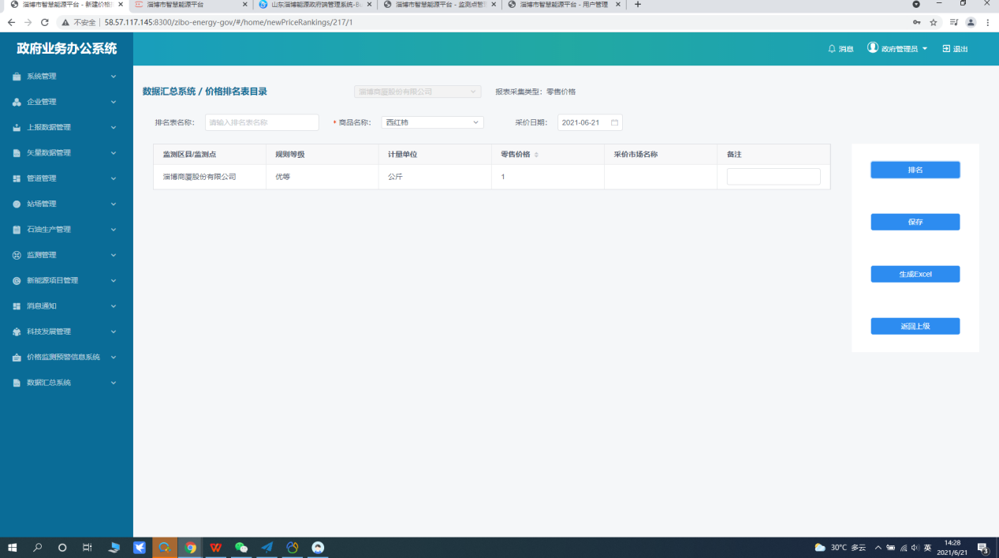 淄博市智慧能源平台 - 新建价格
淄博市智慧能源平台
山东淄博能源政府端管理系统-B
淄博市智慧能源平台 - 监测点管
淄博市智慧能源平台 - 用户管理
不安全
58.57.117.145:8300/zibo-energy-gov/#/home/newPriceRankings/217/1
政府业务办公系统
消息
政府管理员
退出
系统管理
企业管理
上报数据管理
矢量数据管理
管道管理
站场管理
石油生产管理
监测管理
新能源项目管理
消息通知
科技发展管理
价格监测预警信息系统
数据汇总系统
数据汇总系统 / 价格排名表目录
淄博商厦股份有限公司
报表采集类型：零售价格
排名表名称：
请输入排名表名称
* 商品名称：
西红柿
采价日期：
2021-06-21
监测区县/监测点
规则等级
计量单位
零售价格
采价市场名称
备注
淄博商厦股份有限公司
优等
公斤
1
排名
保存
生成Excel
返回上级
30°C 多云
英
14:28
2021/6/21
3